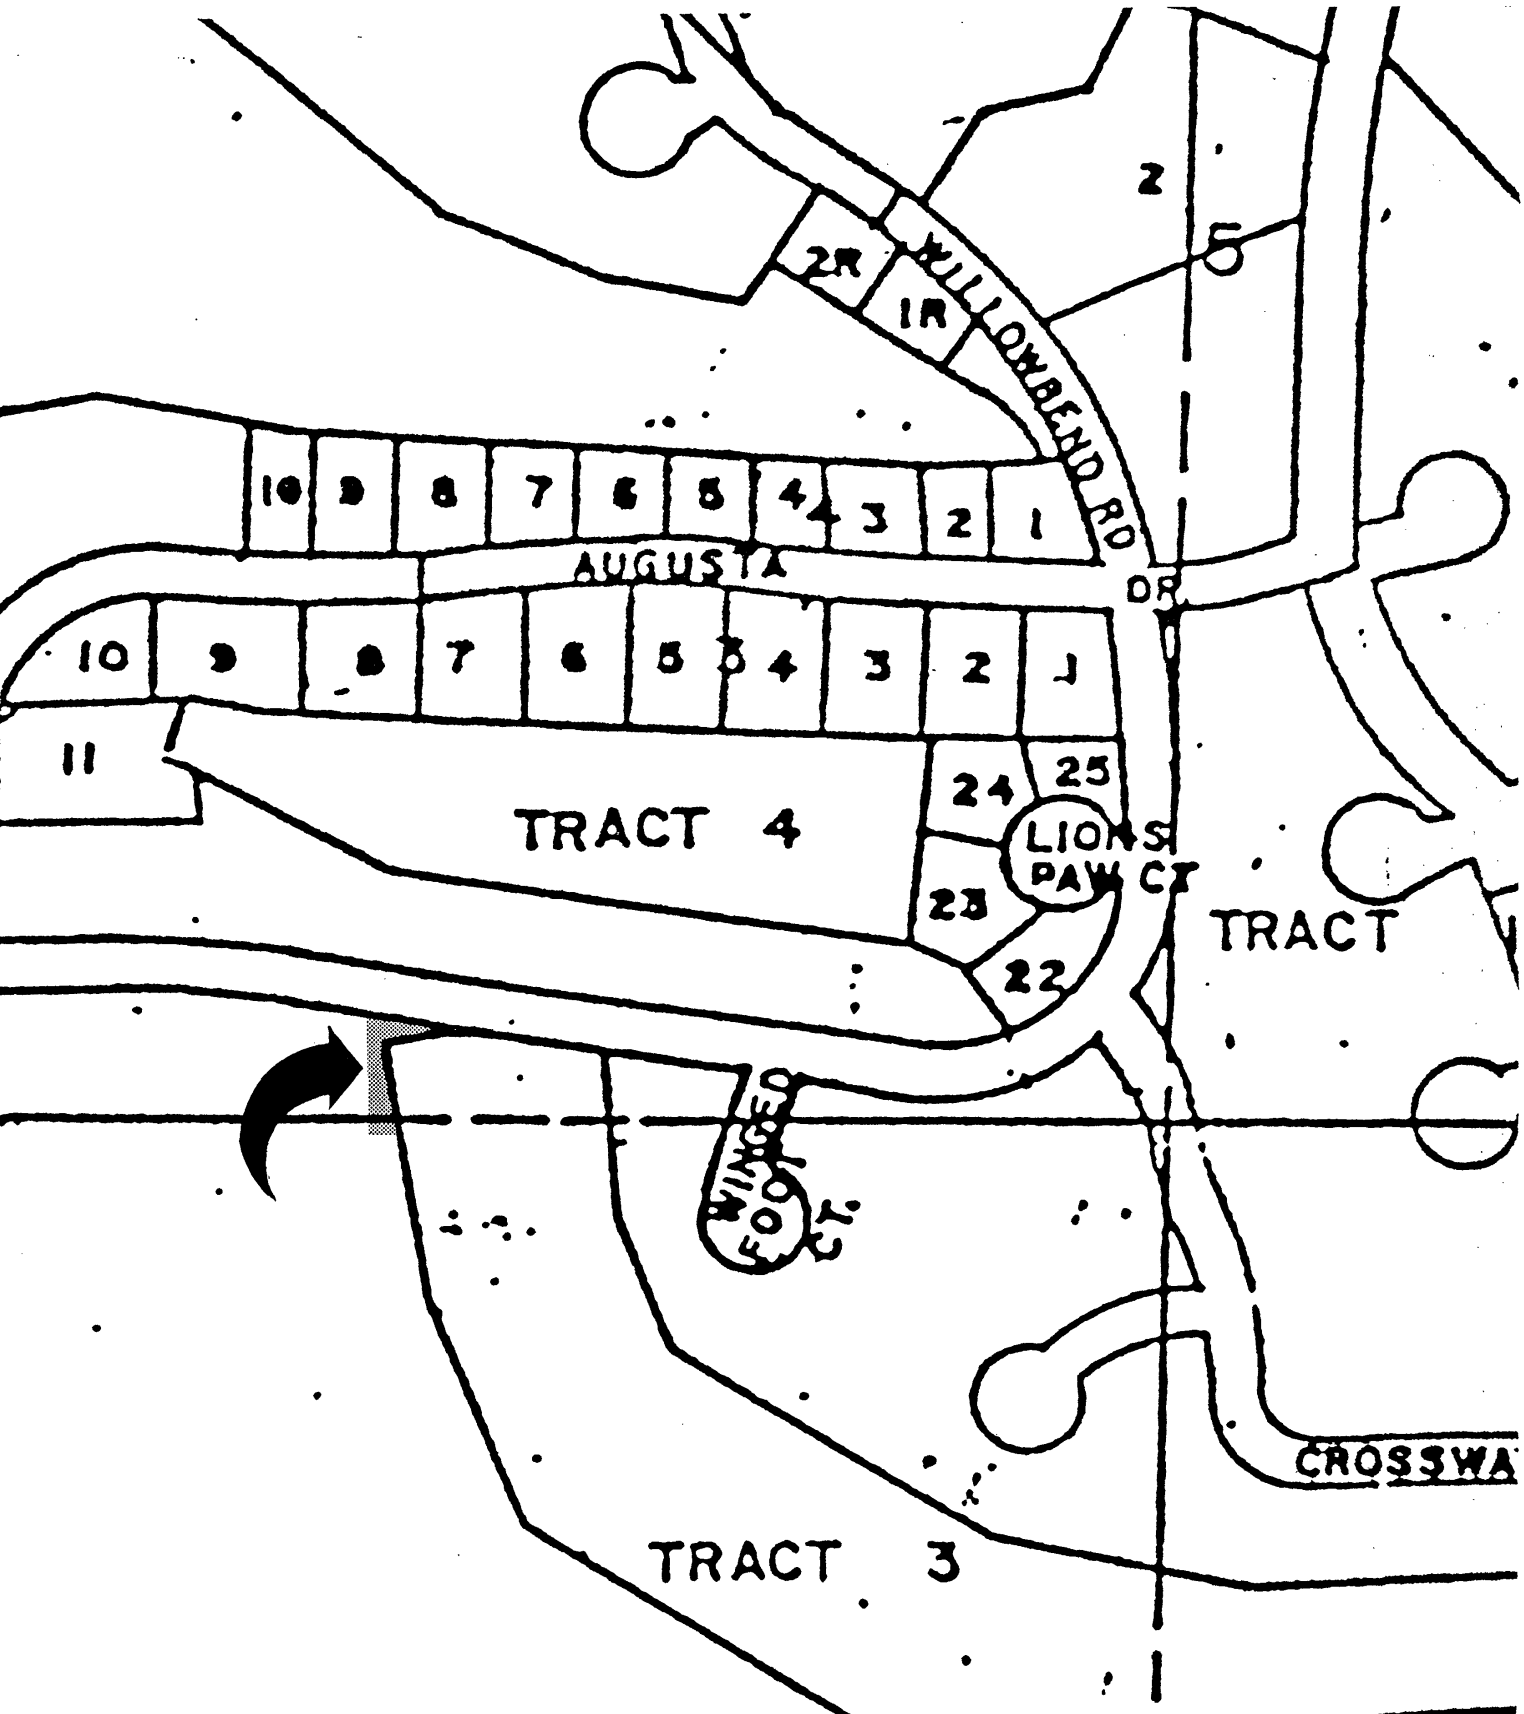 2
2R
1R
WILLOWBEND RD
10 9 8 7 6 5 4 4 3 2 1
AUGUSTA DR
10 9 8 7 6 5 3 4 3 2 1
11
24 25
TRACT 4
LIONS
PAW CT
23
TRACT
22
WINGED
FOOT
CT.
CROSSWA
TRACT 3